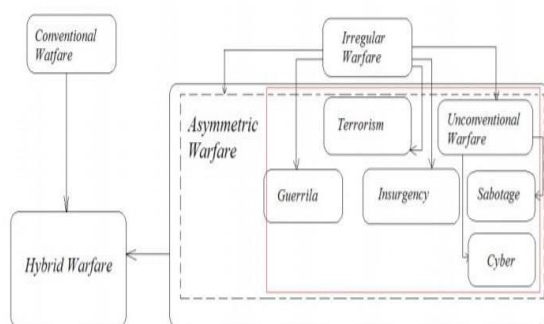 Conventional
Watfare
Irregular
Warfare
Asymmetric
Warfare
Terrorism
Unconventional
Warfare
Guerrila
Insurgency
Sabotage
Hybrid Warfare
Cyber